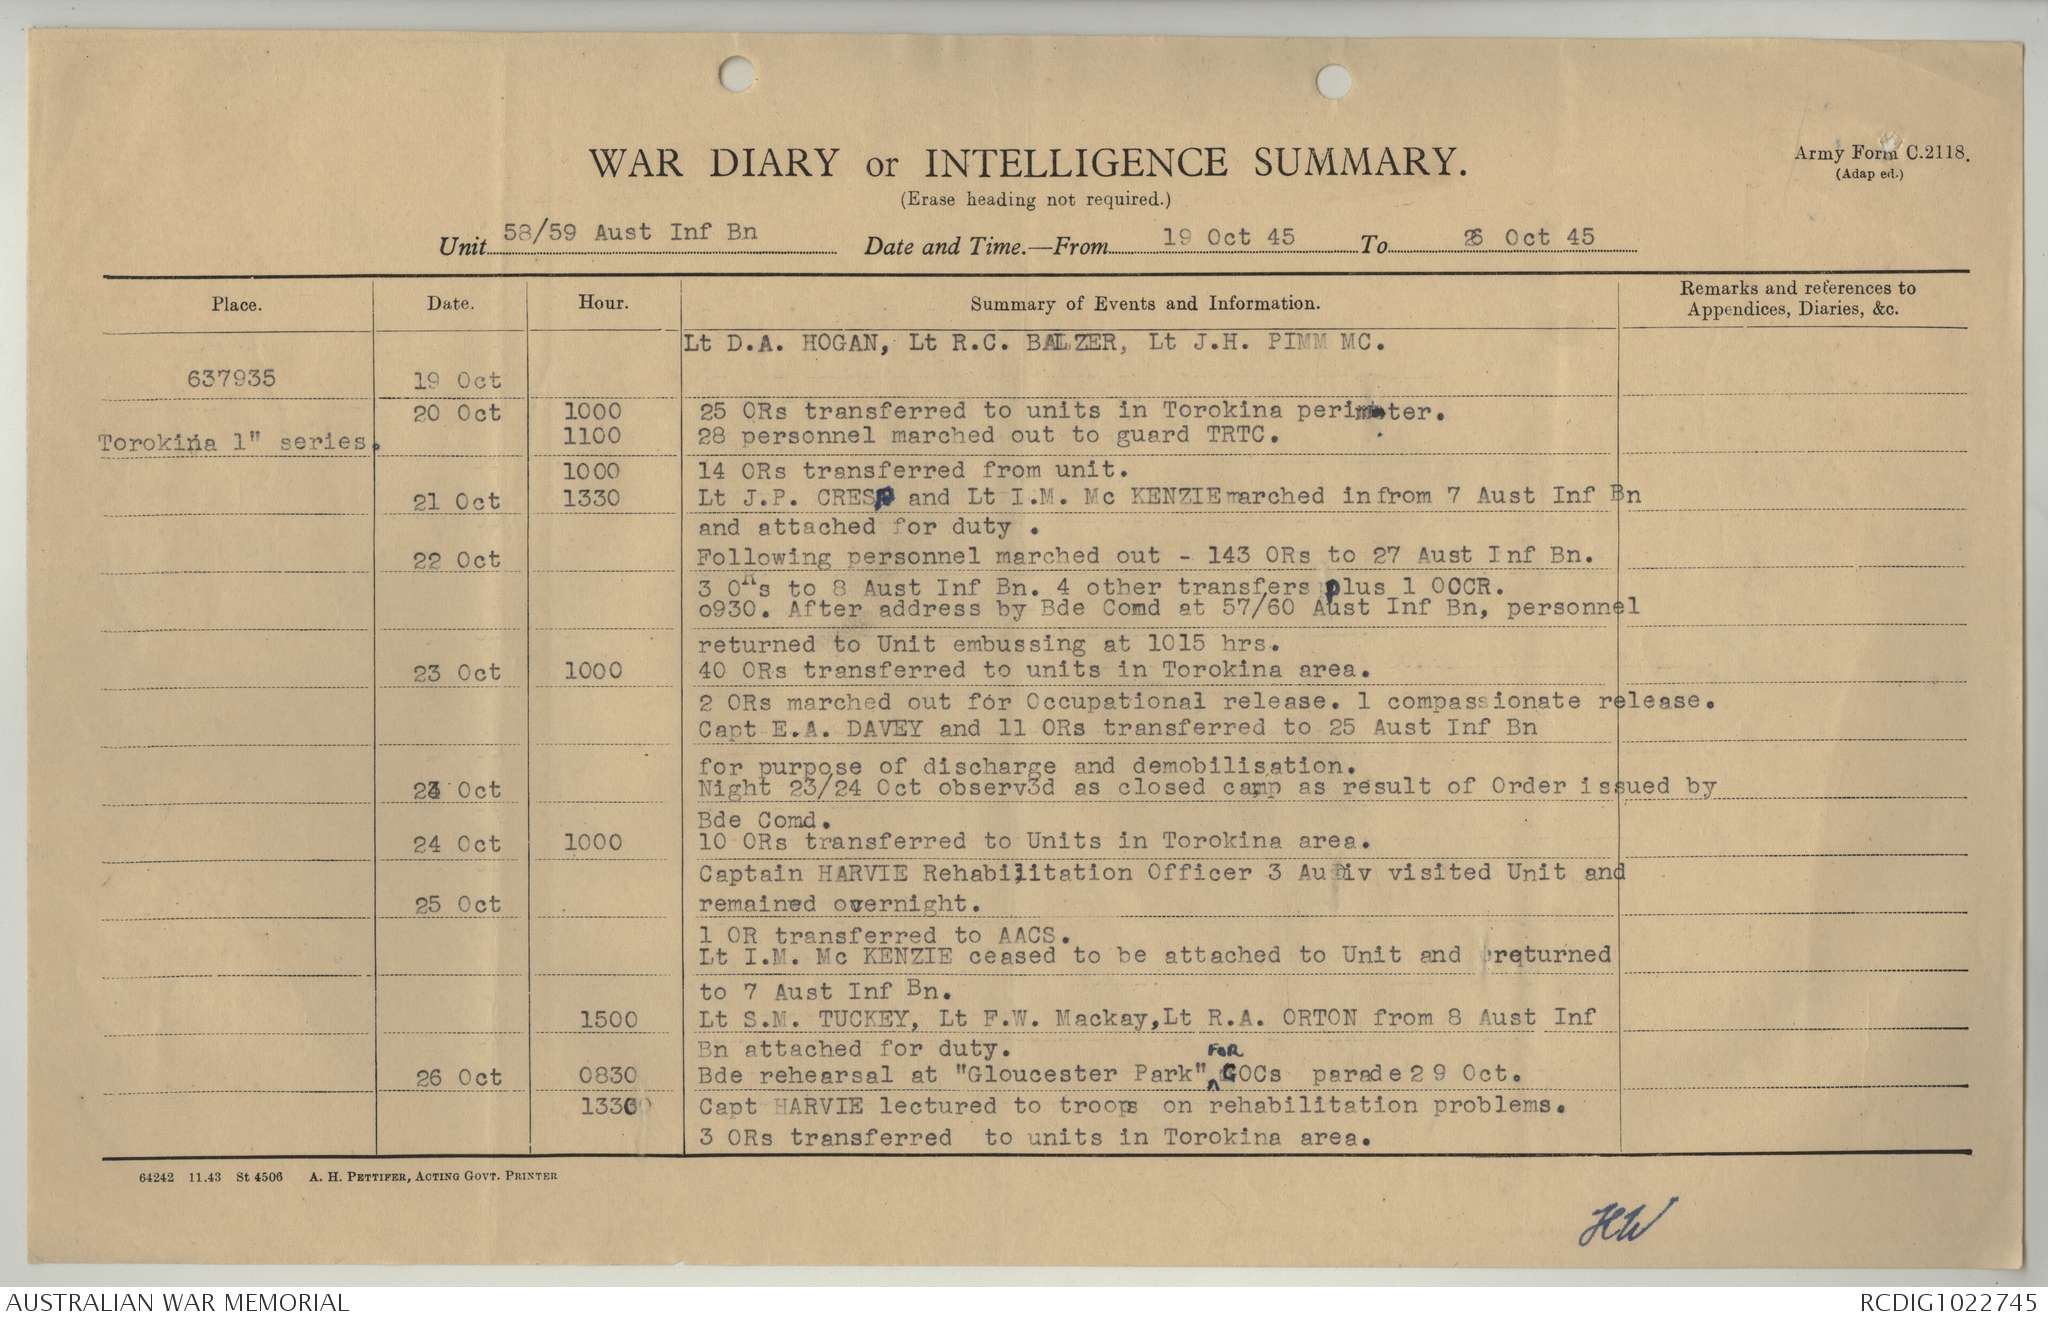 WAR DIARY or INTELLIGENCE SUMMARY.
Army Form C.2118.
(Adap ed.)
(Erase heading not required.)
Unit 58/59 Aust Inf Bn Date and Time.—From 19 Oct 45 To 26 Oct 45
Place. Date. Hour. Summary of Events and Information. Remarks and references to
Appendices, Diaries, &c.
Lt D.A. HOGAN, Lt R.C. BALZER, Lt J.H. PIMM MC.
637935 19 Oct
20 Oct 1000 25 ORs transferred to units in Torokina perimeter.
Torokina 1" series. 1100 28 personnel marched out to guard TRTC.
1000 14 ORs transferred from unit.
21 Oct 1330 Lt J.P. CRESP and Lt I.M. Mc KENZIE marched in from 7 Aust Inf Bn
and attached for duty .
22 Oct Following personnel marched out - 143 ORs to 27 Aust Inf Bn.
3 ORs to 8 Aust Inf Bn. 4 other transfers plus 1 OCCR.
o930. After address by Bde Comd at 57/60 Aust Inf Bn, personnel
returned to Unit embussing at 1015 hrs.
23 Oct 1000 40 ORs transferred to units in Torokina area.
2 ORs marched out for Occupational release. 1 compassionate release.
Capt E.A. DAVEY and 11 ORs transferred to 25 Aust Inf Bn
for purpose of discharge and demobilisation.
23 Oct Night 23/24 Oct observ3d as closed camp as result of Order issued by
Bde Comd.
24 Oct 1000 10 ORs transferred to Units in Torokina area.
Captain HARVIE Rehabilitation Officer 3 Au Div visited Unit and
25 Oct remained overnight.
1 OR transferred to AACS.
Lt I.M. Mc KENZIE ceased to be attached to Unit and returned
to 7 Aust Inf Bn.
1500 Lt S.M. TUCKEY, Lt F.W. Mackay, Lt R.A. ORTON from 8 Aust Inf
Bn attached for duty.
26 Oct 0830 Bde rehearsal at "Gloucester Park" FOR GOCs parade 29 Oct.
1330 Capt HARVIE lectured to troops on rehabilitation problems.
3 ORs transferred to units in Torokina area.
64242 11.43 St 4506 A. H. PETTIFER, ACTING GOVT. PRINTER
HW
AUSTRALIAN WAR MEMORIAL RCDIG1022745